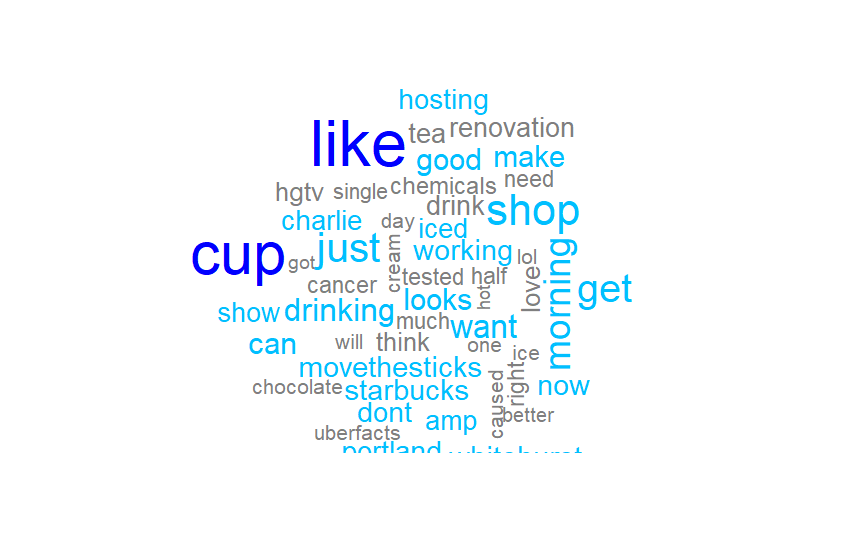 hosting
like tea renovation
good make
hgtv single chemicals need
charlie day drink shop
cup got just cream iced working lol
cancer tested half hot love morning get
show drinking looks
can will think much want one ice
movethesticks
chocolate starbucks caused right now
dont amp better
uberfacts
portland whitehurst